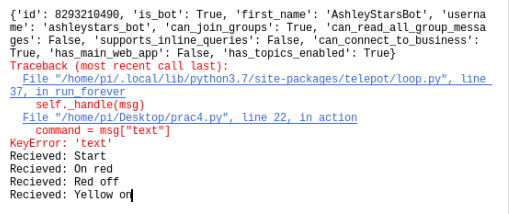 {'id': 8293210490, 'is_bot': True, 'first_name': 'AshleyStarsBot', 'userna
me': 'ashleystars_bot', 'can_join_groups': True, 'can_read_all_group_messa
ges': False, 'supports_inline_queries': False, 'can_connect_to_business':
True, 'has_main_web_app': False, 'has_topics_enabled': True}
Traceback (most recent call last):
  File "/home/pi/.local/lib/python3.7/site-packages/telepot/loop.py", line
37, in run_forever
    self._handle(msg)
  File "/home/pi/Desktop/prac4.py", line 22, in action
    command = msg["text"]
KeyError: 'text'
Recieved: Start
Recieved: On red
Recieved: Red off
Recieved: Yellow on